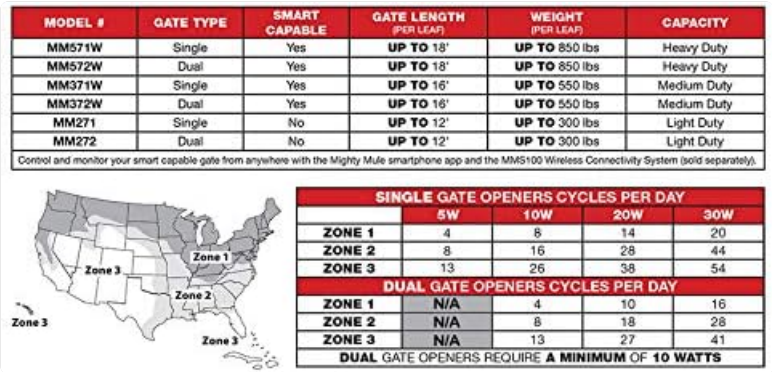 MODEL # GATE TYPE SMART CAPABLE GATE LENGTH (PER LEAF) WEIGHT (PER LEAF) CAPACITY
MM571W Single Yes UP TO 18' UP TO 850 lbs Heavy Duty
MM572W Dual Yes UP TO 18' UP TO 850 lbs Heavy Duty
MM371W Single Yes UP TO 16' UP TO 550 lbs Medium Duty
MM372W Dual Yes UP TO 16' UP TO 550 lbs Medium Duty
MM271 Single No UP TO 12' UP TO 300 lbs Light Duty
MM272 Dual No UP TO 12' UP TO 300 lbs Light Duty
Control and monitor your smart capable gate from anywhere with the Mighty Mule smartphone app and the MMS100 Wireless Connectivity System (sold separately).
Zone 1
Zone 3
Zone 2
Zone 3
Zone 3
SINGLE GATE OPENERS CYCLES PER DAY
5W 10W 20W 30W
ZONE 1 4 8 14 20
ZONE 2 8 16 28 44
ZONE 3 13 26 38 54
DUAL GATE OPENERS CYCLES PER DAY
ZONE 1 N/A 4 10 16
ZONE 2 N/A 8 18 28
ZONE 3 N/A 13 27 41
DUAL GATE OPENERS REQUIRE A MINIMUM OF 10 WATTS